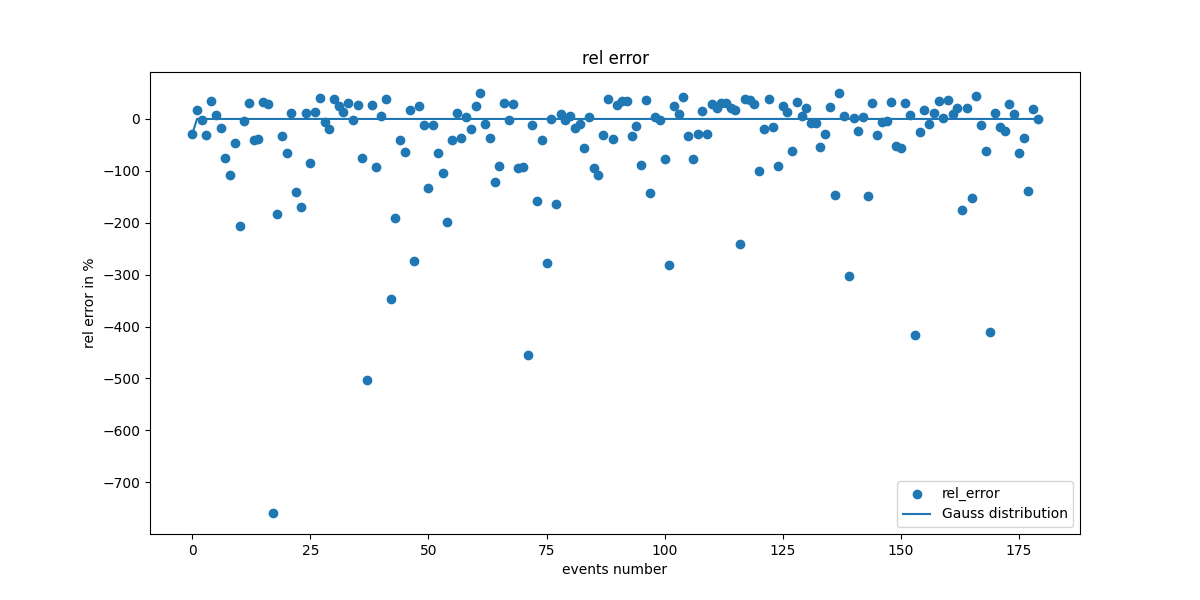 rel error
rel error in %
0
−100
−200
−300
−400
−500
−600
−700
rel_error
Gauss distribution
0 25 50 75 100 125 150 175
events number